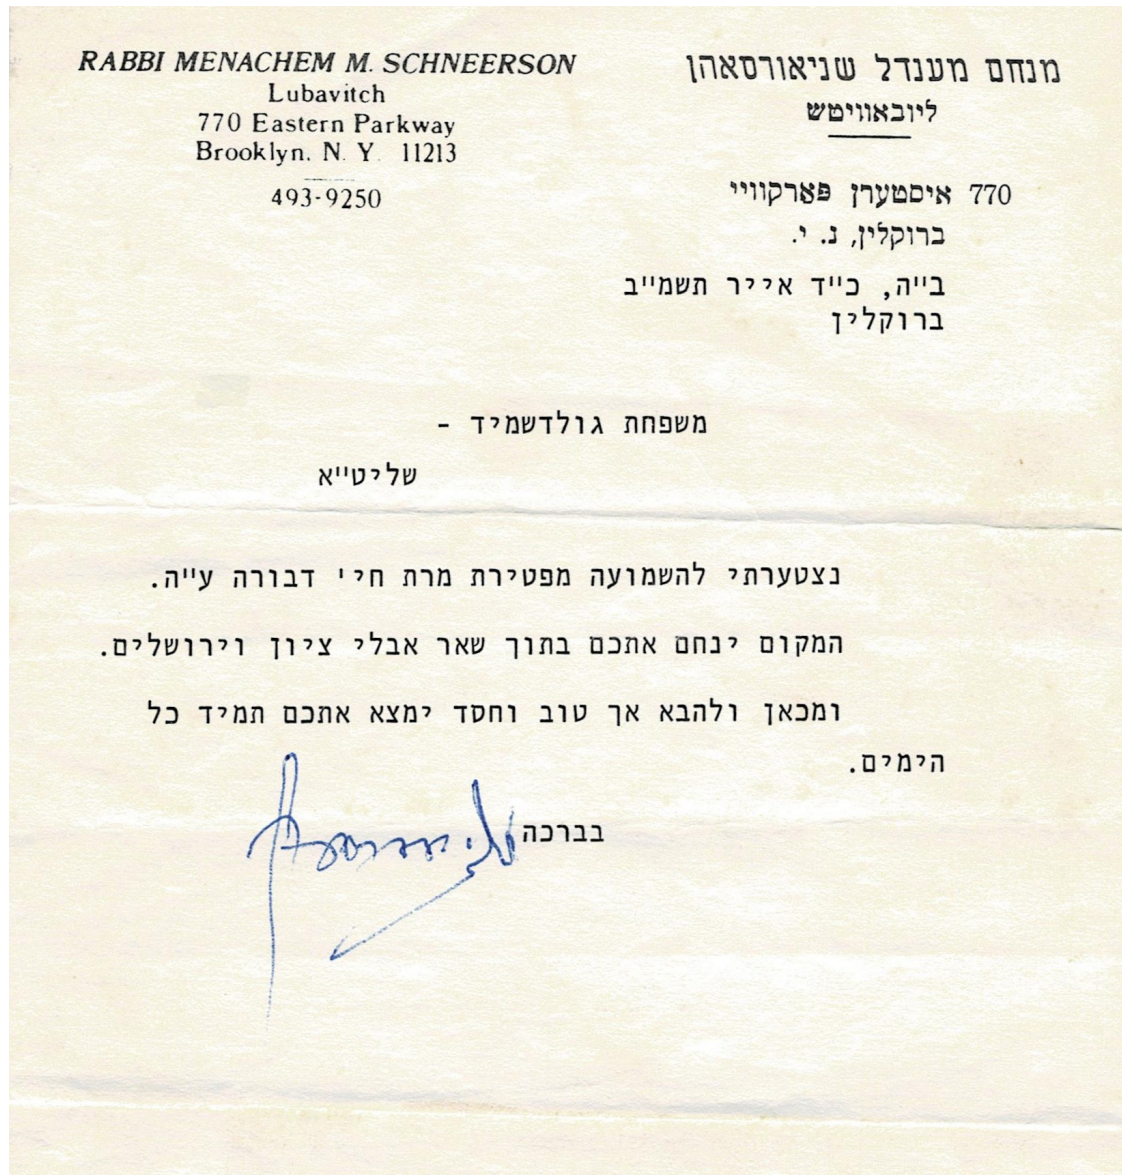 RABBI MENACHEM M. SCHNEERSON
Lubavitch
770 Eastern Parkway
Brooklyn. N. Y. 11213
493-9250
מנחם מענדל שניאורסאהן
ליובאוויטש
770 איסטערן פארקוויי
ברוקלין, נ. י.
ב"ה, כ"ד אייר תשמ"ב
ברוקלין
משפחת גולדשמיד -
שליט"א
נצטערתי להשמועה מפטירת מרת חי' דבורה ע"ה.
המקום ינחם אתכם בתוך שאר אבלי ציון וירושלים.
ומכאן ולהבא אך טוב וחסד ימצא אתכם תמיד כל
הימים.
בברכה